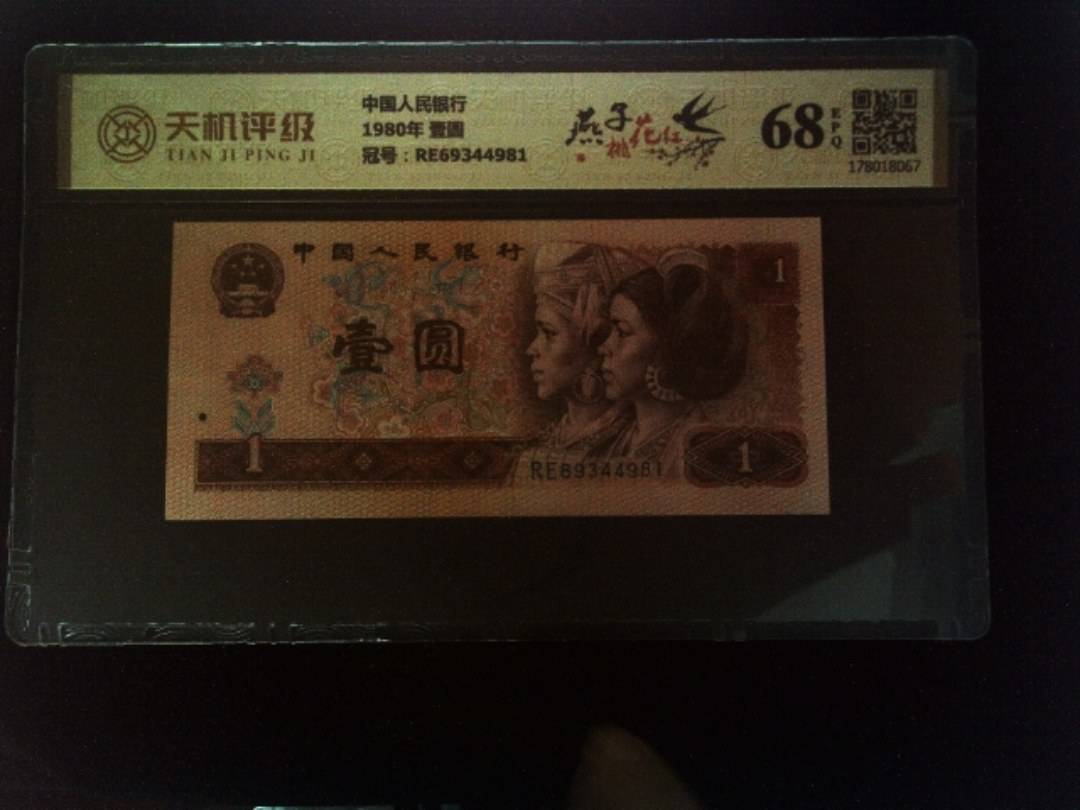 天机评级
TIAN JI PING JI
中国人民银行
1980年 壹圆
冠号：RE69344981
燕子
桃花红
68
EPQ
178018067
中国人民银行
1
壹圆
1
RE69344981
1